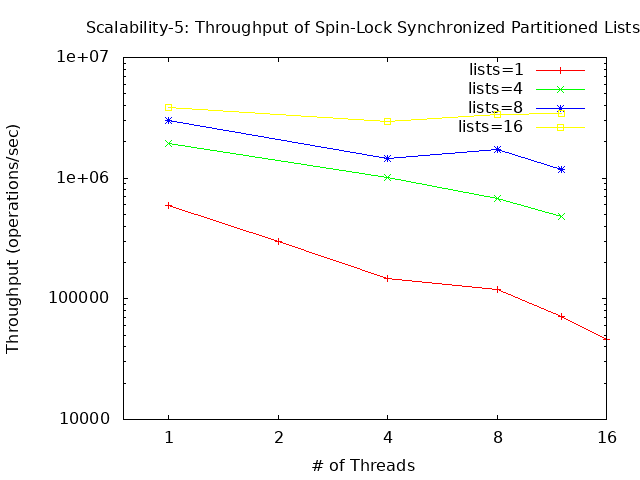 Scalability-5: Throughput of Spin-Lock Synchronized Partitioned Lists
1e+07
1e+06
100000
10000
Throughput (operations/sec)
lists=1
lists=4
lists=8
lists=16
1 2 4 8 16
# of Threads